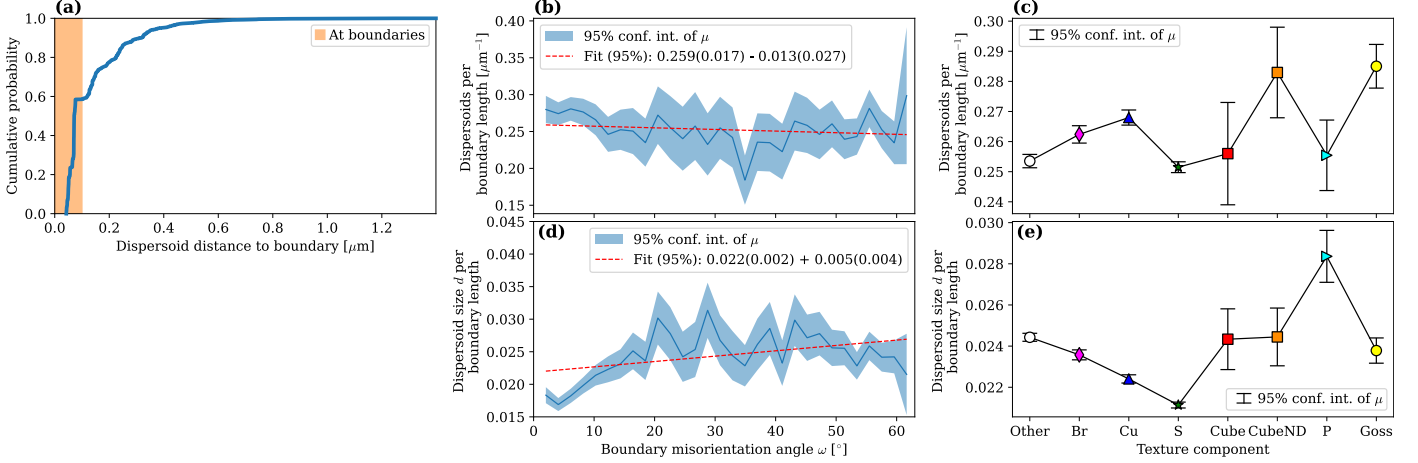 (a)
Cumulative probability
1.0
0.8
0.6
0.4
0.2
0.0
At boundaries
0.0 0.2 0.4 0.6 0.8 1.0 1.2
Dispersoid distance to boundary [μm]
(b)
Dispersoids per
boundary length [μm⁻¹]
0.40
0.35
0.30
0.25
0.20
0.15
95% conf. int. of μ
Fit (95%): 0.259(0.017) - 0.013(0.027)
(c)
Dispersoids per
boundary length [μm⁻¹]
0.30
0.29
0.28
0.27
0.26
0.25
0.24
95% conf. int. of μ
(d)
Dispersoid size d per
boundary length
0.045
0.040
0.035
0.030
0.025
0.020
0.015
95% conf. int. of μ
Fit (95%): 0.022(0.002) + 0.005(0.004)
0 10 20 30 40 50 60
Boundary misorientation angle ω [°]
(e)
Dispersoid size d per
boundary length
0.030
0.028
0.026
0.024
0.022
95% conf. int. of μ
Other Br Cu S Cube CubeND P Goss
Texture component